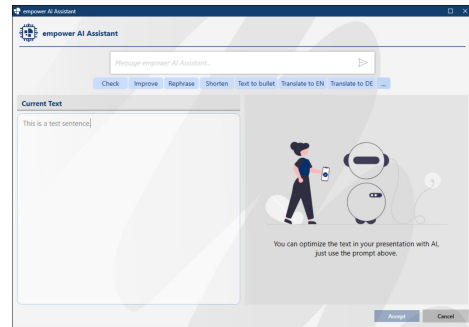 empower AI Assistant
empower AI Assistant
Message empower AI Assistant...
Check Improve Rephrase Shorten Text to bullet Translate to EN Translate to DE ...
Current Text
This is a test sentence.
You can optimize the text in your presentation with AI,
just use the prompt above.
Accept Cancel